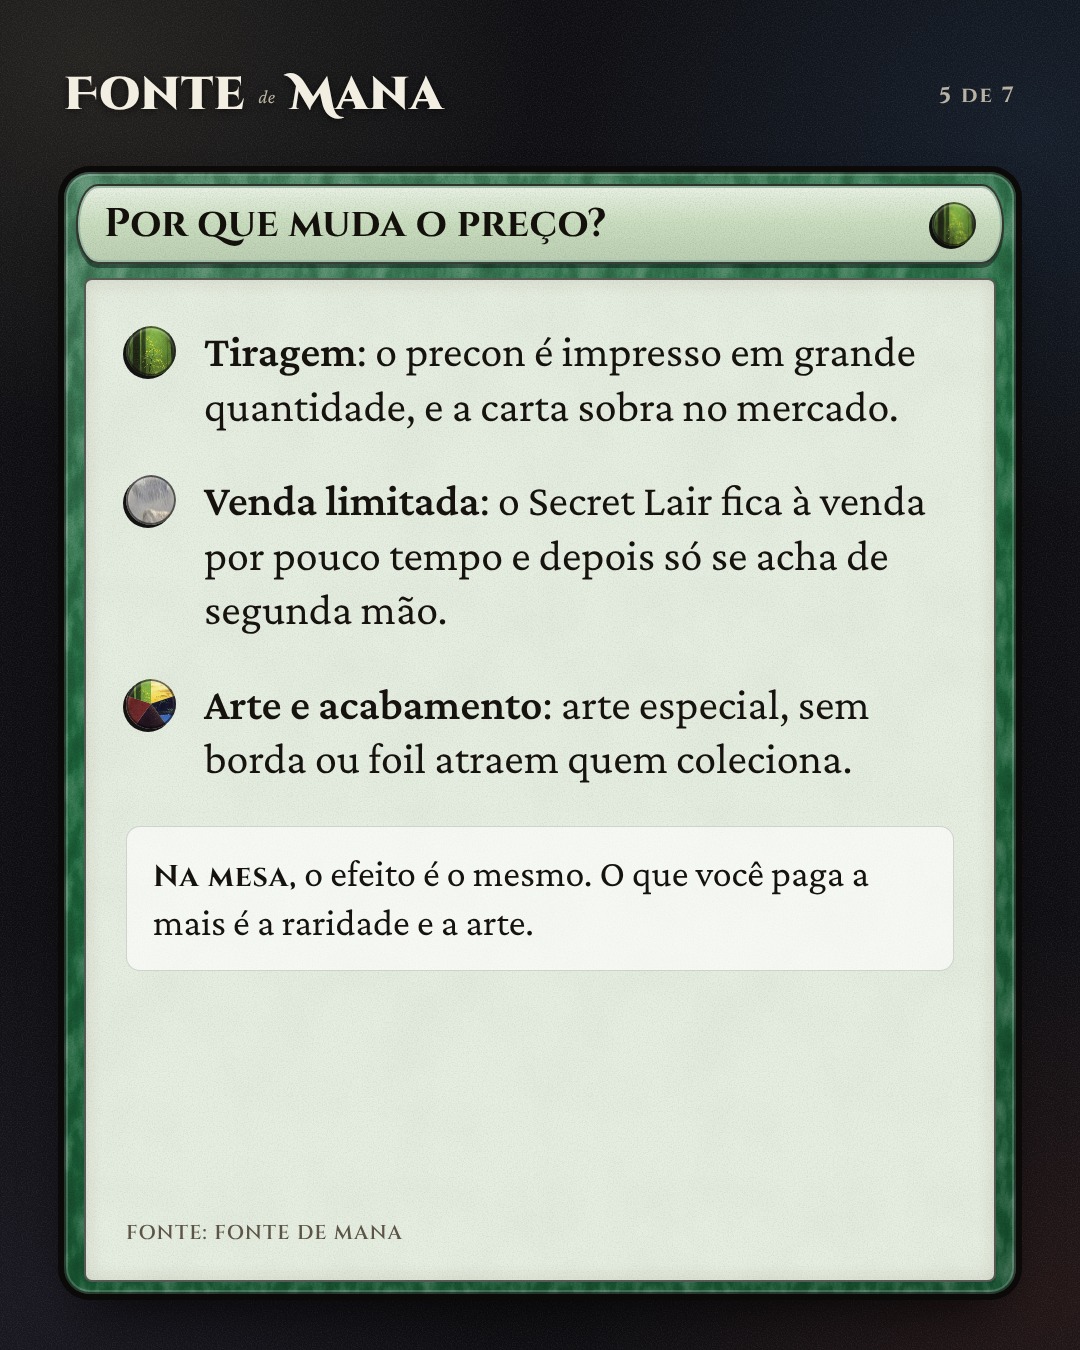 Fonte de Mana
5 de 7
Por que muda o preço?
Tiragem: o precon é impresso em grande
quantidade, e a carta sobra no mercado.
Venda limitada: o Secret Lair fica à venda
por pouco tempo e depois só se acha de
segunda mão.
Arte e acabamento: arte especial, sem
borda ou foil atraem quem coleciona.
Na mesa, o efeito é o mesmo. O que você paga a
mais é a raridade e a arte.
FONTE: FONTE DE MANA